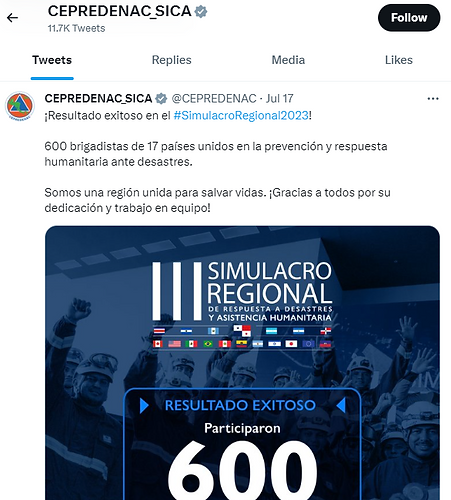 CEPREDENAC_SICA
11.7K Tweets
Follow
Tweets Replies Media Likes
CEPREDENAC_SICA @CEPREDENAC · Jul 17 ...
¡Resultado exitoso en el #SimulacroRegional2023!
600 brigadistas de 17 países unidos en la prevención y respuesta
humanitaria ante desastres.
Somos una región unida para salvar vidas. ¡Gracias a todos por su
dedicación y trabajo en equipo!
III SIMULACRO
REGIONAL
DE RESPUESTA A DESASTRES
Y ASISTENCIA HUMANITARIA
RESULTADO EXITOSO
Participaron
600